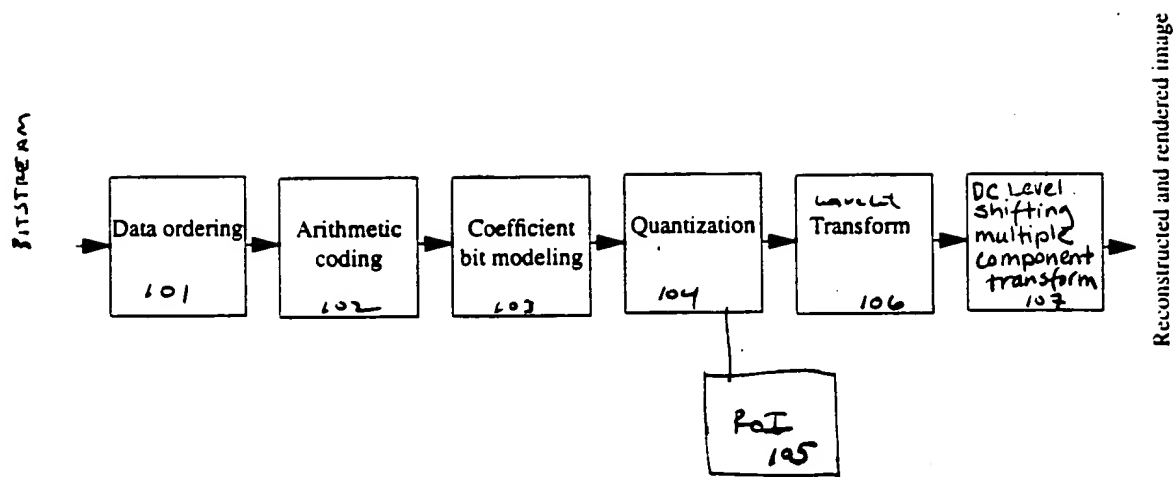 BITSTREAM
Data ordering
101
Arithmetic
coding
102
Coefficient
bit modeling
103
Quantization
104
wavelet
Transform
106
DC Level
shifting
multiple
component
transform
107
RoI
105
Reconstructed and rendered image